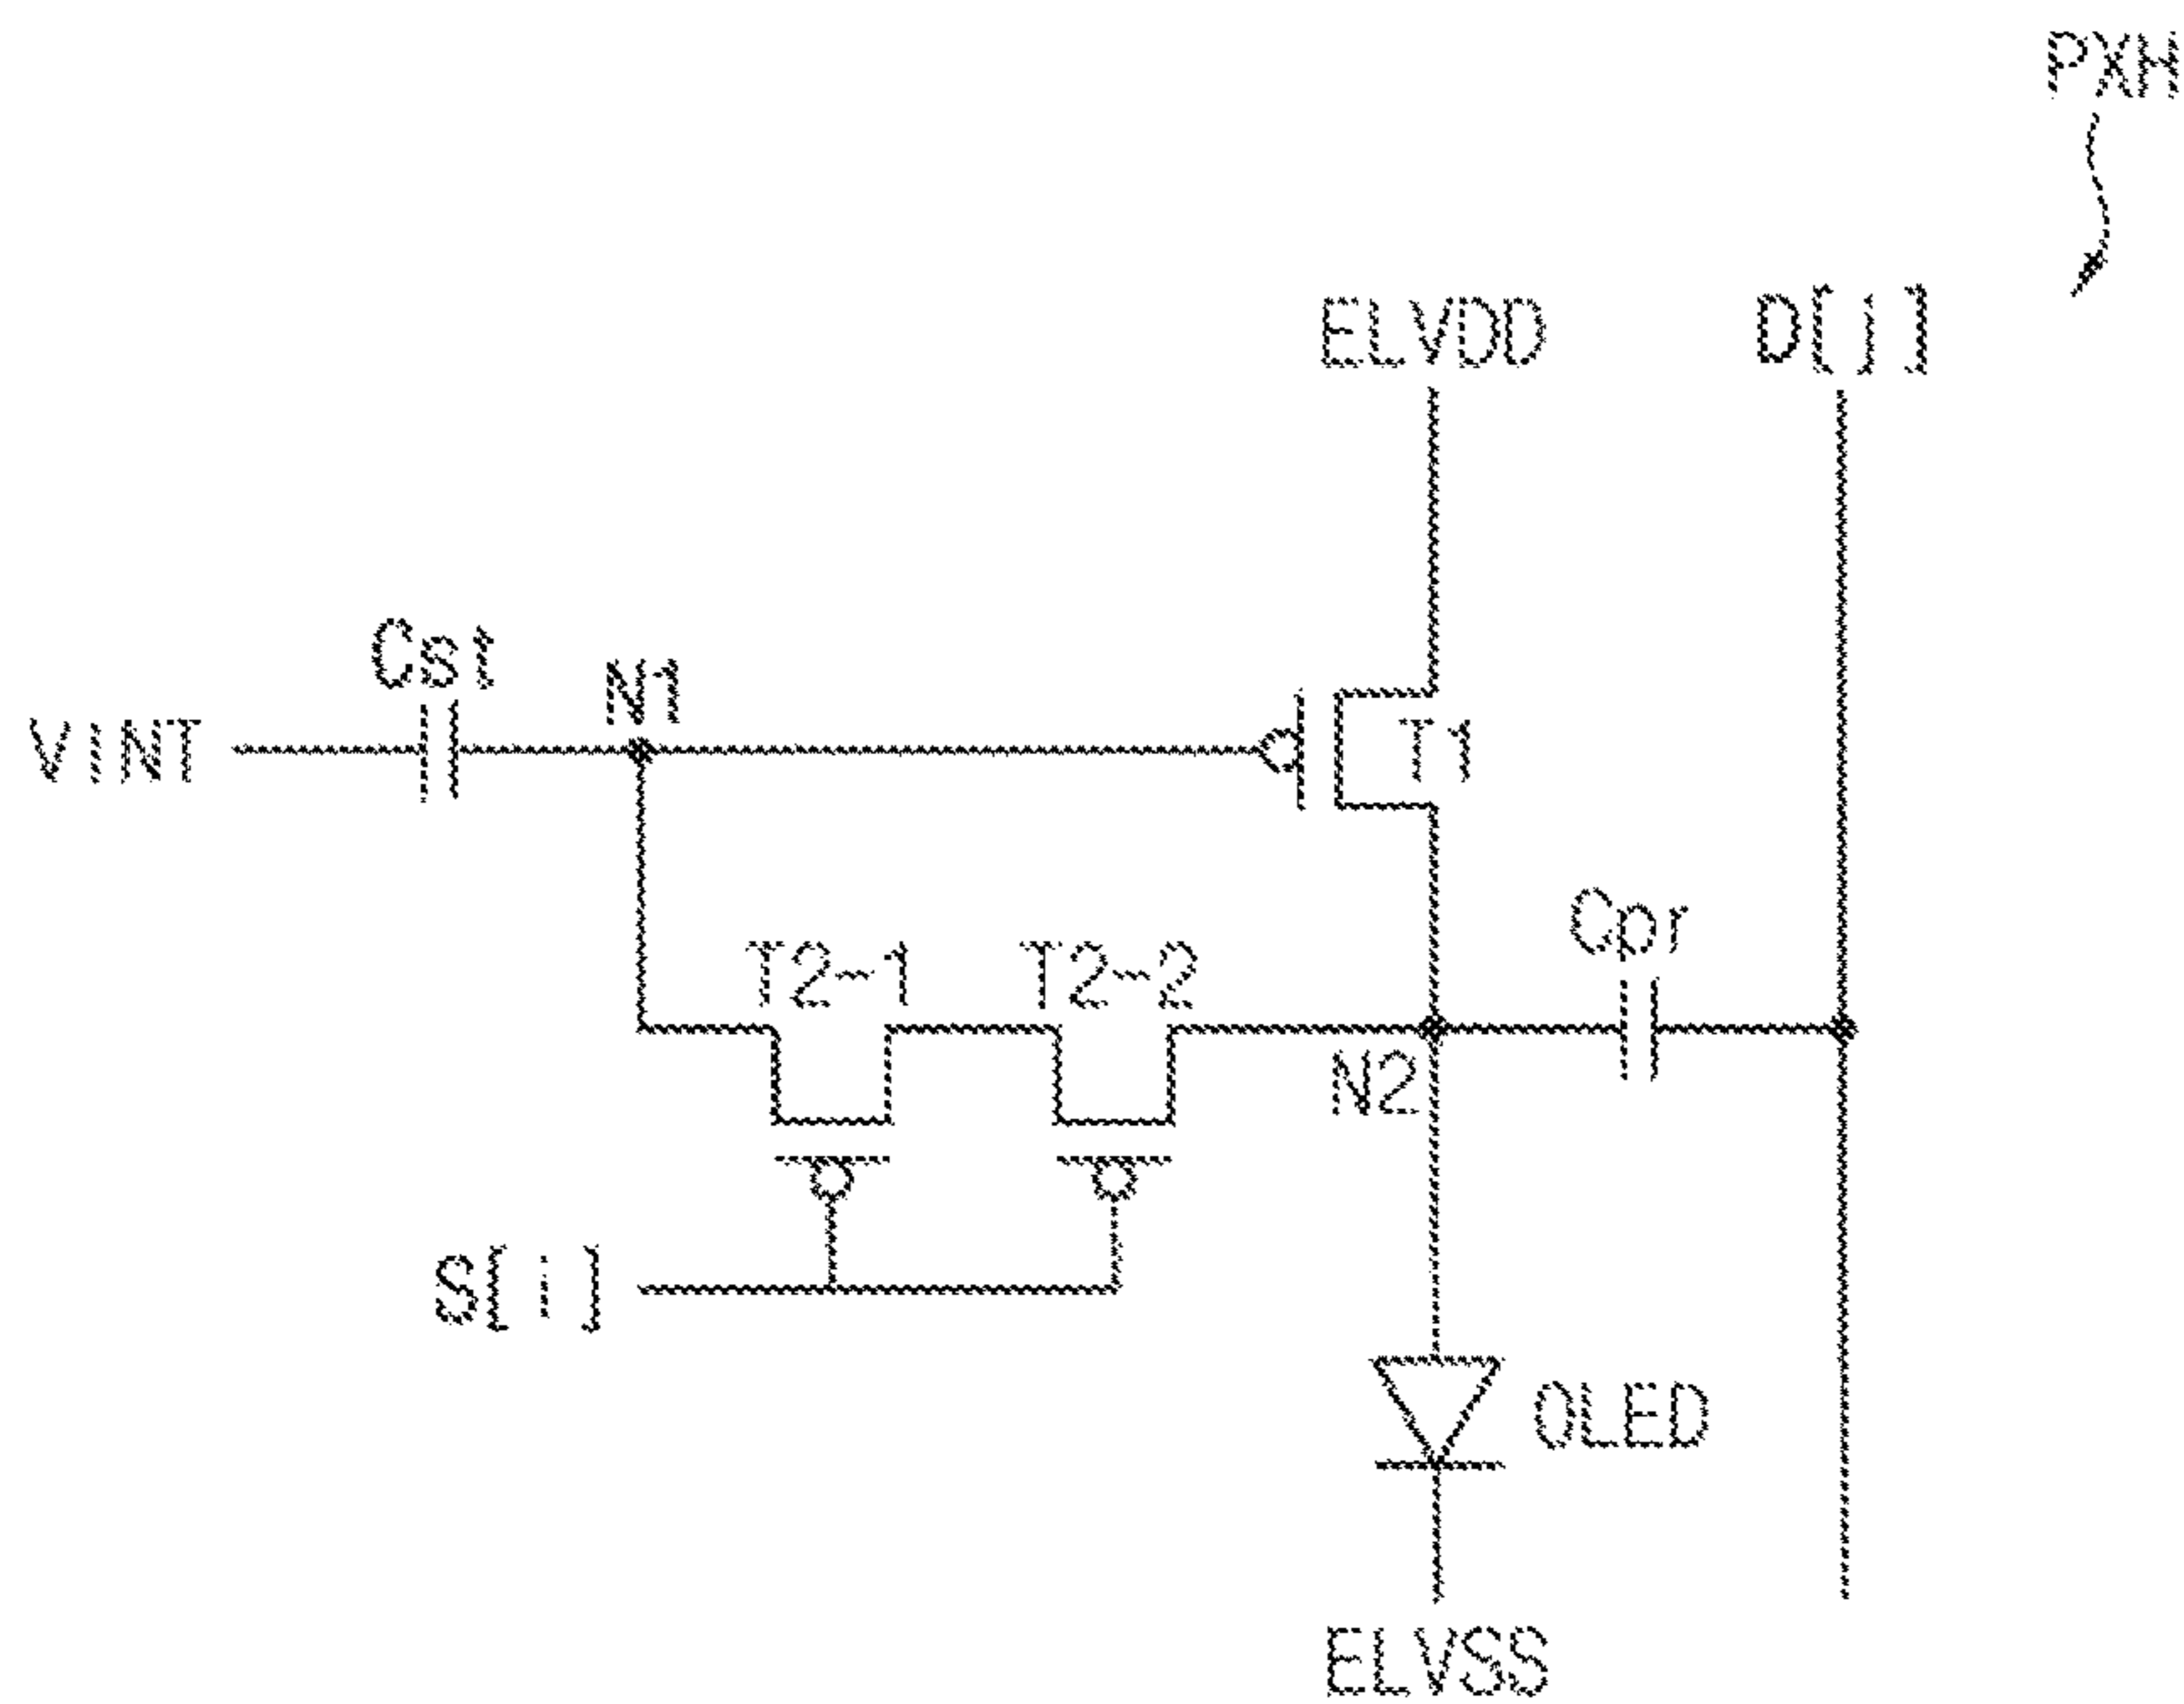 PXH
ELVDD
D[j]
Cst
N1
VINT
T1
Cpr
T2-1
T2-2
N2
S[i]
OLED
ELVSS